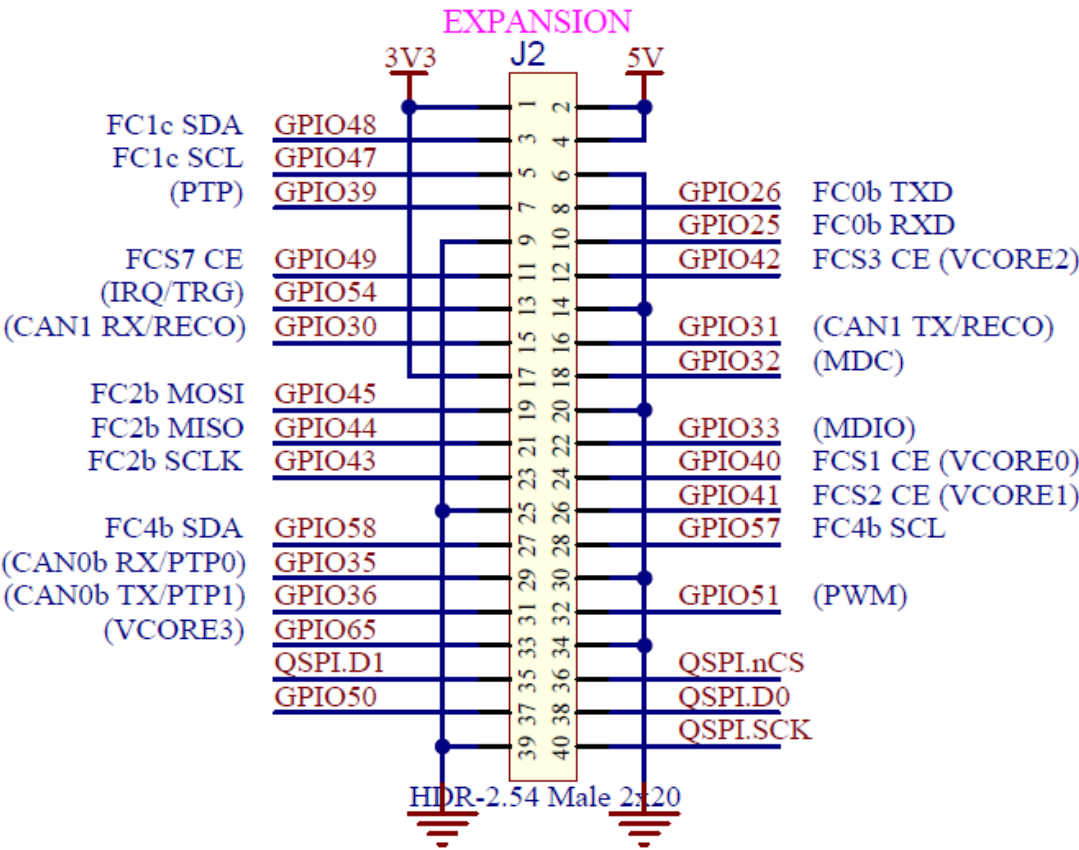 EXPANSION
J2
3V3 5V
1 2
FC1c SDA GPIO48 3 4
FC1c SCL GPIO47 5 6
(PTP) GPIO39 7 8 GPIO26 FC0b TXD
9 10 GPIO25 FC0b RXD
FCS7 CE GPIO49 11 12 GPIO42 FCS3 CE (VCORE2)
(IRQ/TRG) GPIO54 13 14
(CAN1 RX/RECO) GPIO30 15 16 GPIO31 (CAN1 TX/RECO)
17 18 GPIO32 (MDC)
FC2b MOSI GPIO45 19 20
FC2b MISO GPIO44 21 22 GPIO33 (MDIO)
FC2b SCLK GPIO43 23 24 GPIO40 FCS1 CE (VCORE0)
25 26 GPIO41 FCS2 CE (VCORE1)
FC4b SDA GPIO58 27 28 GPIO57 FC4b SCL
(CAN0b RX/PTP0) GPIO35 29 30
(CAN0b TX/PTP1) GPIO36 31 32 GPIO51 (PWM)
(VCORE3) GPIO65 33 34
QSPI.D1 35 36 QSPI.nCS
GPIO50 37 38 QSPI.D0
39 40 QSPI.SCK
HDR-2.54 Male 2x20